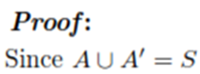 Proof:
Since A ∪ A′ = S